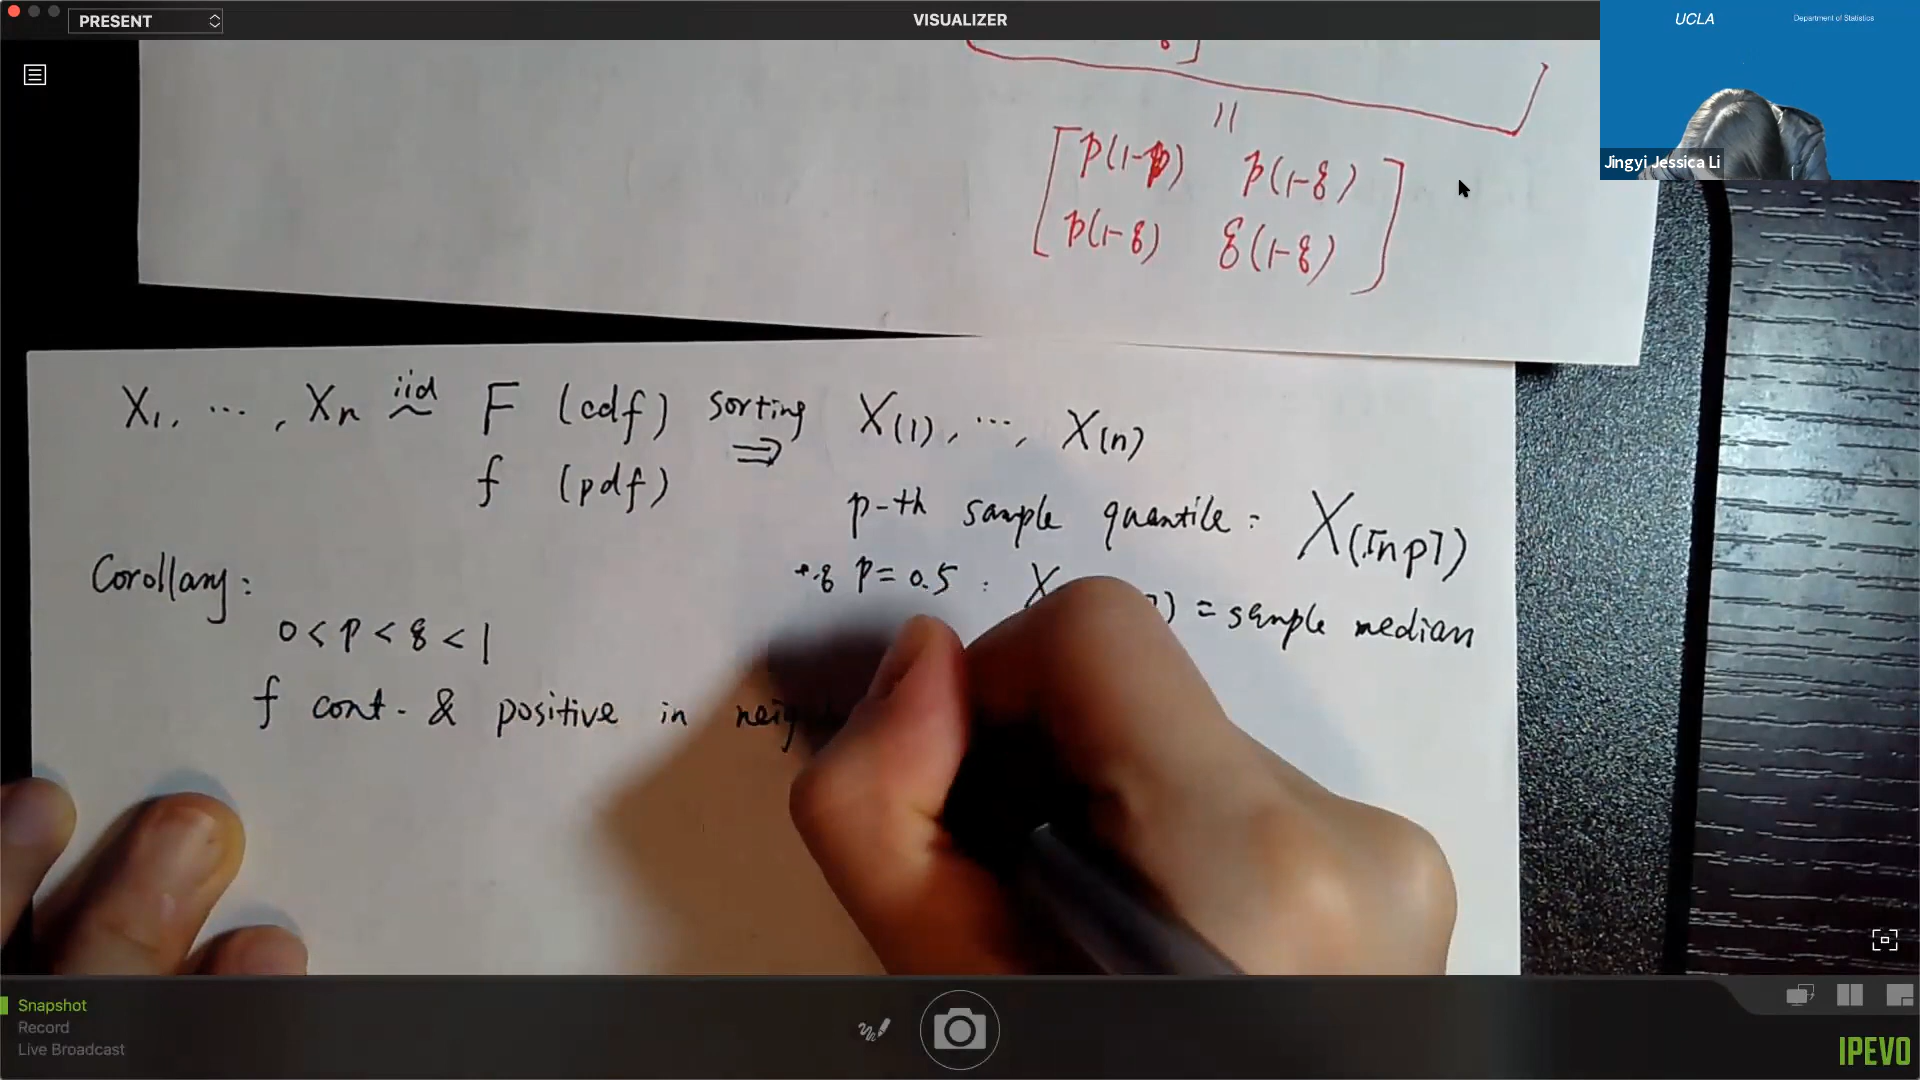 PRESENT
VISUALIZER
UCLA
Department of Statistics
Jingyi Jessica Li
[p(1-p) p(1-q)
p(1-q) q(1-q)]
X₁, ..., Xₙ iid ~ F (cdf) sorting ⇒ X₍₁₎, ..., X₍ₙ₎
f (pdf)
p-th sample quantile: X(⌈np⌉)
e.g p = 0.5 : X ⌉) = sample median
Corollary:
0 < p < q < 1
f cont. & positive in
Snapshot
Record
Live Broadcast
IPEVO